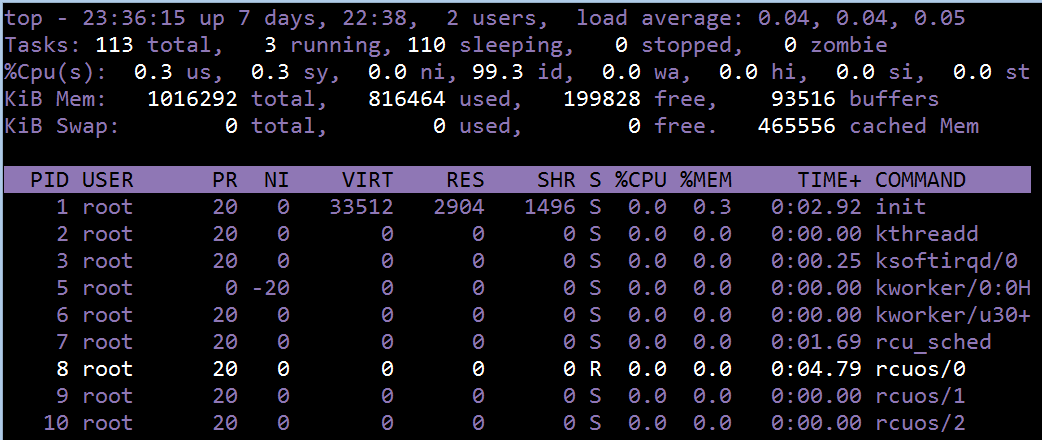 top - 23:36:15 up 7 days, 22:38,  2 users,  load average: 0.04, 0.04, 0.05
Tasks: 113 total,   3 running, 110 sleeping,   0 stopped,   0 zombie
%Cpu(s):  0.3 us,  0.3 sy,  0.0 ni, 99.3 id,  0.0 wa,  0.0 hi,  0.0 si,  0.0 st
KiB Mem:   1016292 total,   816464 used,   199828 free,    93516 buffers
KiB Swap:        0 total,        0 used,        0 free.   465556 cached Mem
  PID USER      PR  NI    VIRT    RES    SHR S %CPU %MEM     TIME+ COMMAND
    1 root      20   0   33512   2904   1496 S  0.0  0.3   0:02.92 init
    2 root      20   0       0      0      0 S  0.0  0.0   0:00.00 kthreadd
    3 root      20   0       0      0      0 S  0.0  0.0   0:00.25 ksoftirqd/0
    5 root       0 -20       0      0      0 S  0.0  0.0   0:00.00 kworker/0:0H
    6 root      20   0       0      0      0 S  0.0  0.0   0:00.00 kworker/u30+
    7 root      20   0       0      0      0 S  0.0  0.0   0:01.69 rcu_sched
    8 root      20   0       0      0      0 R  0.0  0.0   0:04.79 rcuos/0
    9 root      20   0       0      0      0 S  0.0  0.0   0:00.00 rcuos/1
   10 root      20   0       0      0      0 S  0.0  0.0   0:00.00 rcuos/2